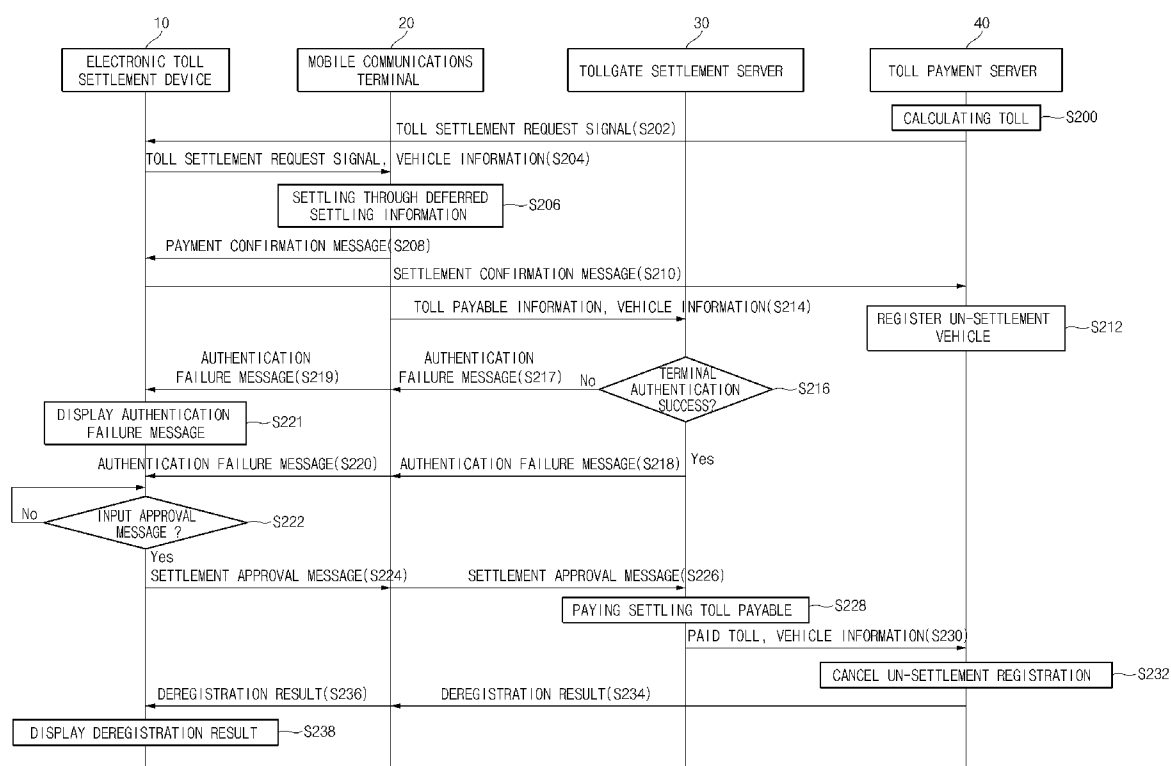 10
20
30
40
ELECTRONIC TOLL
SETTLEMENT DEVICE
MOBILE COMMUNICATIONS
TERMINAL
TOLLGATE SETTLEMENT SERVER
TOLL PAYMENT SERVER
CALCULATING TOLL
S200
TOLL SETTLEMENT REQUEST SIGNAL(S202)
TOLL SETTLEMENT REQUEST SIGNAL, VEHICLE INFORMATION(S204)
SETTLING THROUGH DEFERRED
SETTLING INFORMATION
S206
PAYMENT CONFIRMATION MESSAGE(S208)
SETTLEMENT CONFIRMATION MESSAGE(S210)
TOLL PAYABLE INFORMATION, VEHICLE INFORMATION(S214)
REGISTER UN-SETTLEMENT
VEHICLE
S212
AUTHENTICATION
FAILURE MESSAGE(S219)
AUTHENTICATION
FAILURE MESSAGE(S217)
No
TERMINAL
AUTHENTICATION
SUCCESS?
S216
DISPLAY AUTHENTICATION
FAILURE MESSAGE
S221
AUTHENTICATION FAILURE MESSAGE(S220)
AUTHENTICATION FAILURE MESSAGE(S218)
Yes
No
INPUT APPROVAL
MESSAGE ?
S222
Yes
SETTLEMENT APPROVAL MESSAGE(S224)
SETTLEMENT APPROVAL MESSAGE(S226)
PAYING SETTLING TOLL PAYABLE
S228
PAID TOLL, VEHICLE INFORMATION(S230)
CANCEL UN-SETTLEMENT REGISTRATION
S232
DEREGISTRATION RESULT(S236)
DEREGISTRATION RESULT(S234)
DISPLAY DEREGISTRATION RESULT
S238